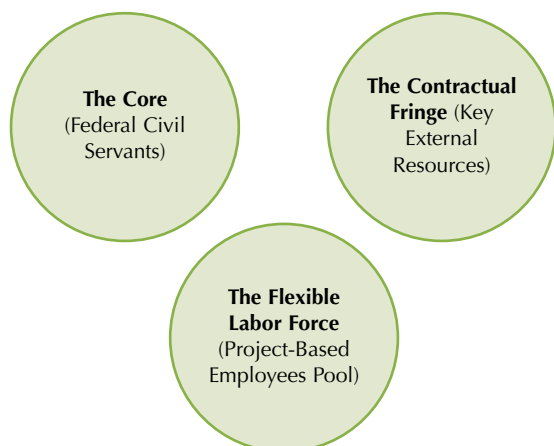 The Core
(Federal Civil
Servants)
The Contractual
Fringe (Key
External
Resources)
The Flexible
Labor Force
(Project-Based
Employees Pool)